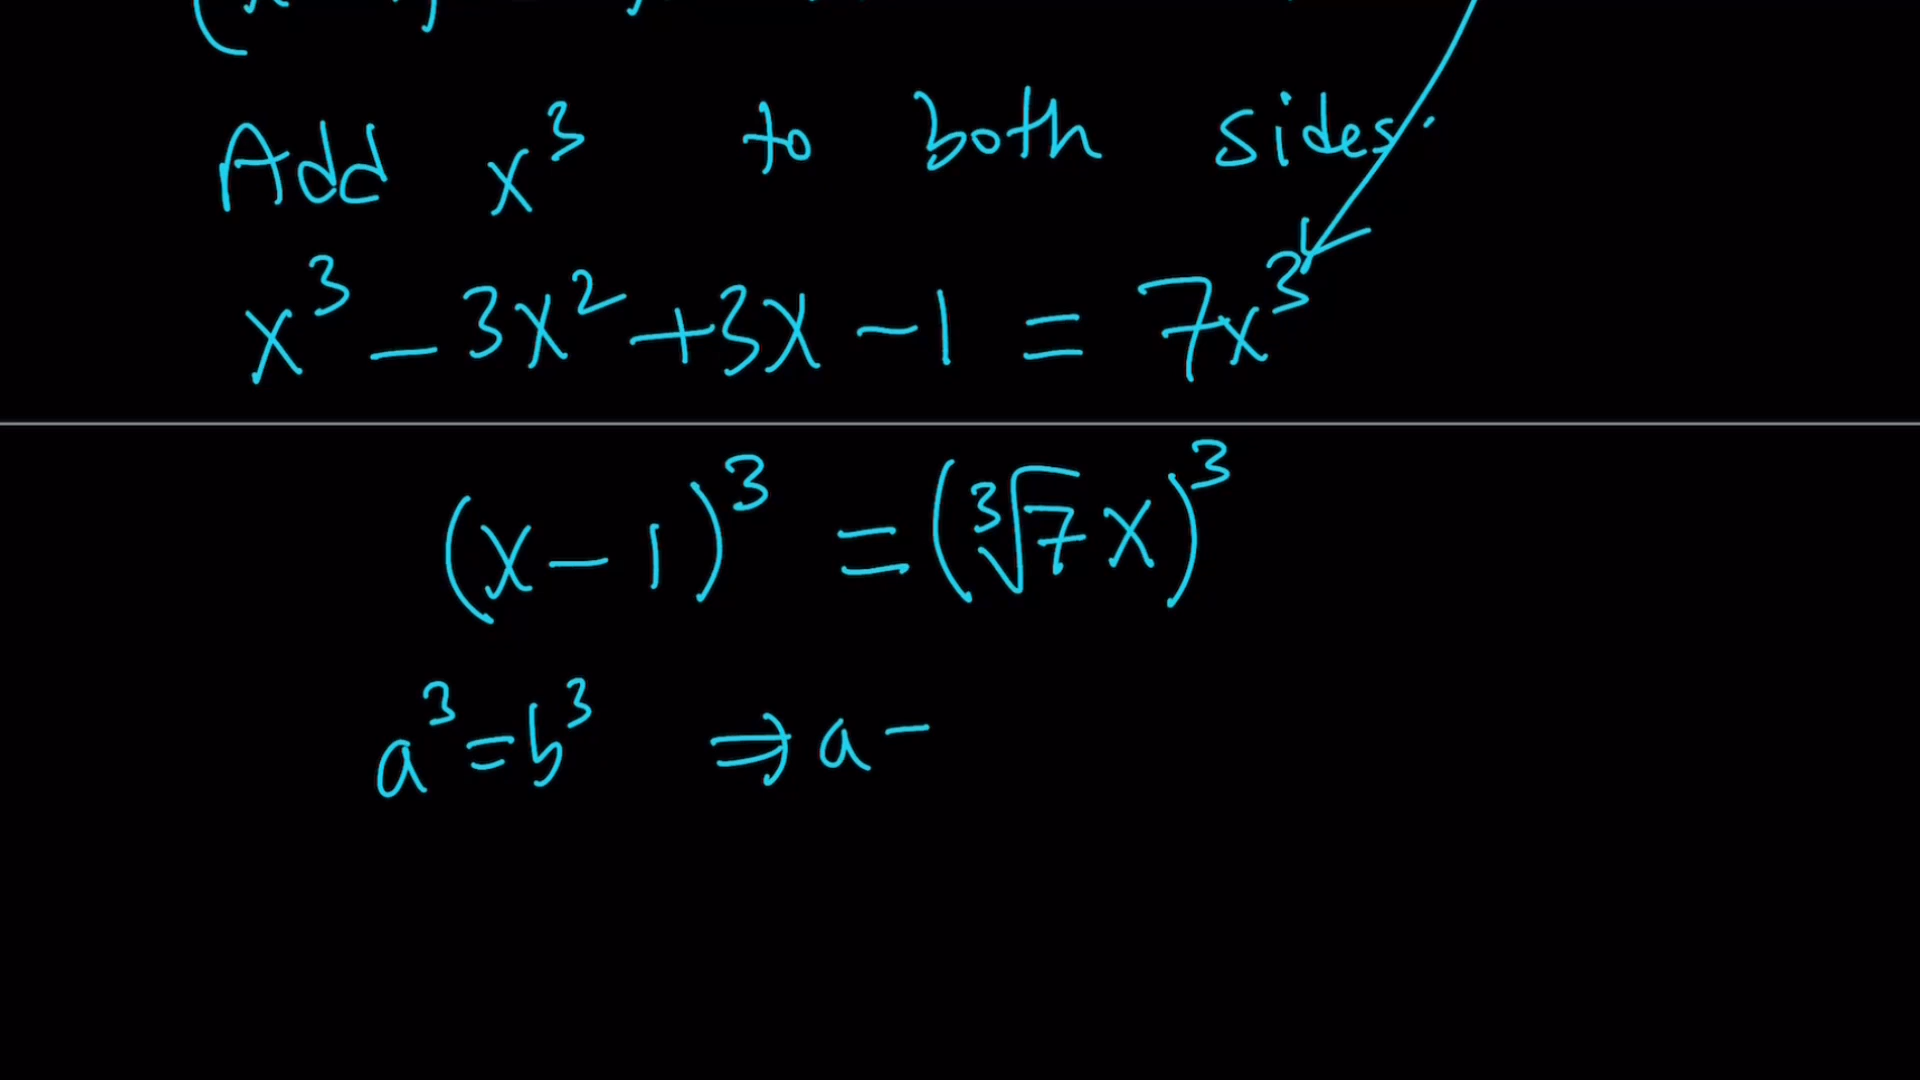 Add x³ to both sides.
x³ - 3x² + 3x - 1 = 7x³
(x - 1)³ = (∛7 x)³
a³ = b³ ⇒ a -